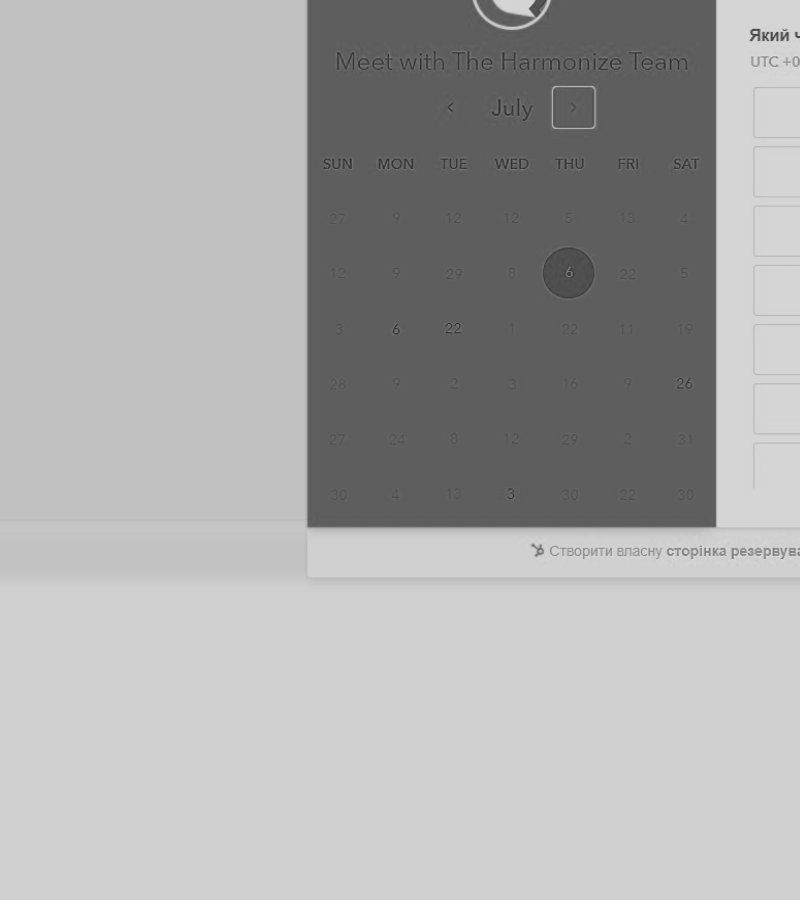 Meet with The Harmonize Team
July
SUN MON TUE WED THU FRI SAT
27 9 12 12 5 13 4
12 9 29 8 6 22 5
3 6 22 1 22 11 19
26 9 2 3 16 9 26
27 24 8 12 29 2 31
30 4 13 3 30 22 30
Який ч
UTC +0
Створити власну сторінка резервува